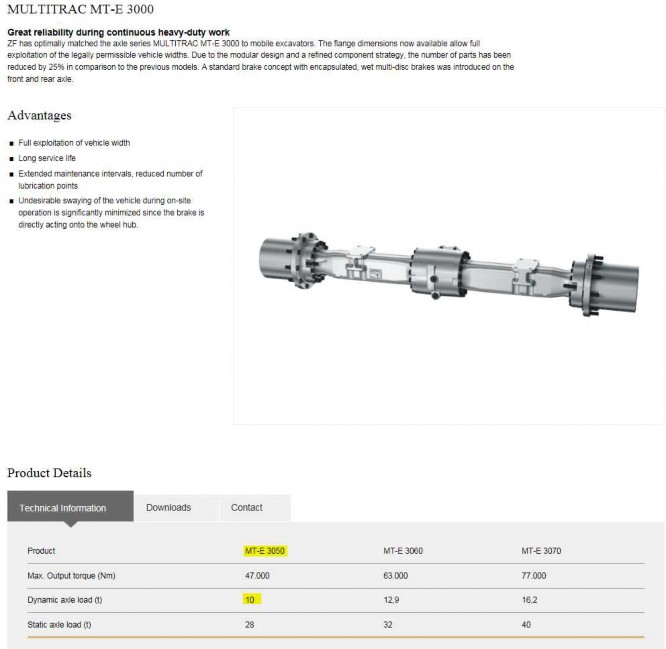 MULTITRAC MT-E 3000
Great reliability during continuous heavy-duty work
ZF has optimally matched the axle series MULTITRAC MT-E 3000 to mobile excavators. The flange dimensions now available allow full
exploitation of the legally permissible vehicle widths. Due to the modular design and a refined component strategy, the number of parts has been
reduced by 25% in comparison to the previous models. A standard brake concept with encapsulated, wet multi-disc brakes was introduced on the
front and rear axle.
Advantages
Full exploitation of vehicle width
Long service life
Extended maintenance intervals, reduced number of
lubrication points
Undesirable swaying of the vehicle during on-site
operation is significantly minimized since the brake is
directly acting onto the wheel hub.
Product Details
Technical Information Downloads Contact
Product MT-E 3050 MT-E 3060 MT-E 3070
Max. Output torque (Nm) 47.000 63.000 77.000
Dynamic axle load (t) 10 12,9 16,2
Static axle load (t) 28 32 40